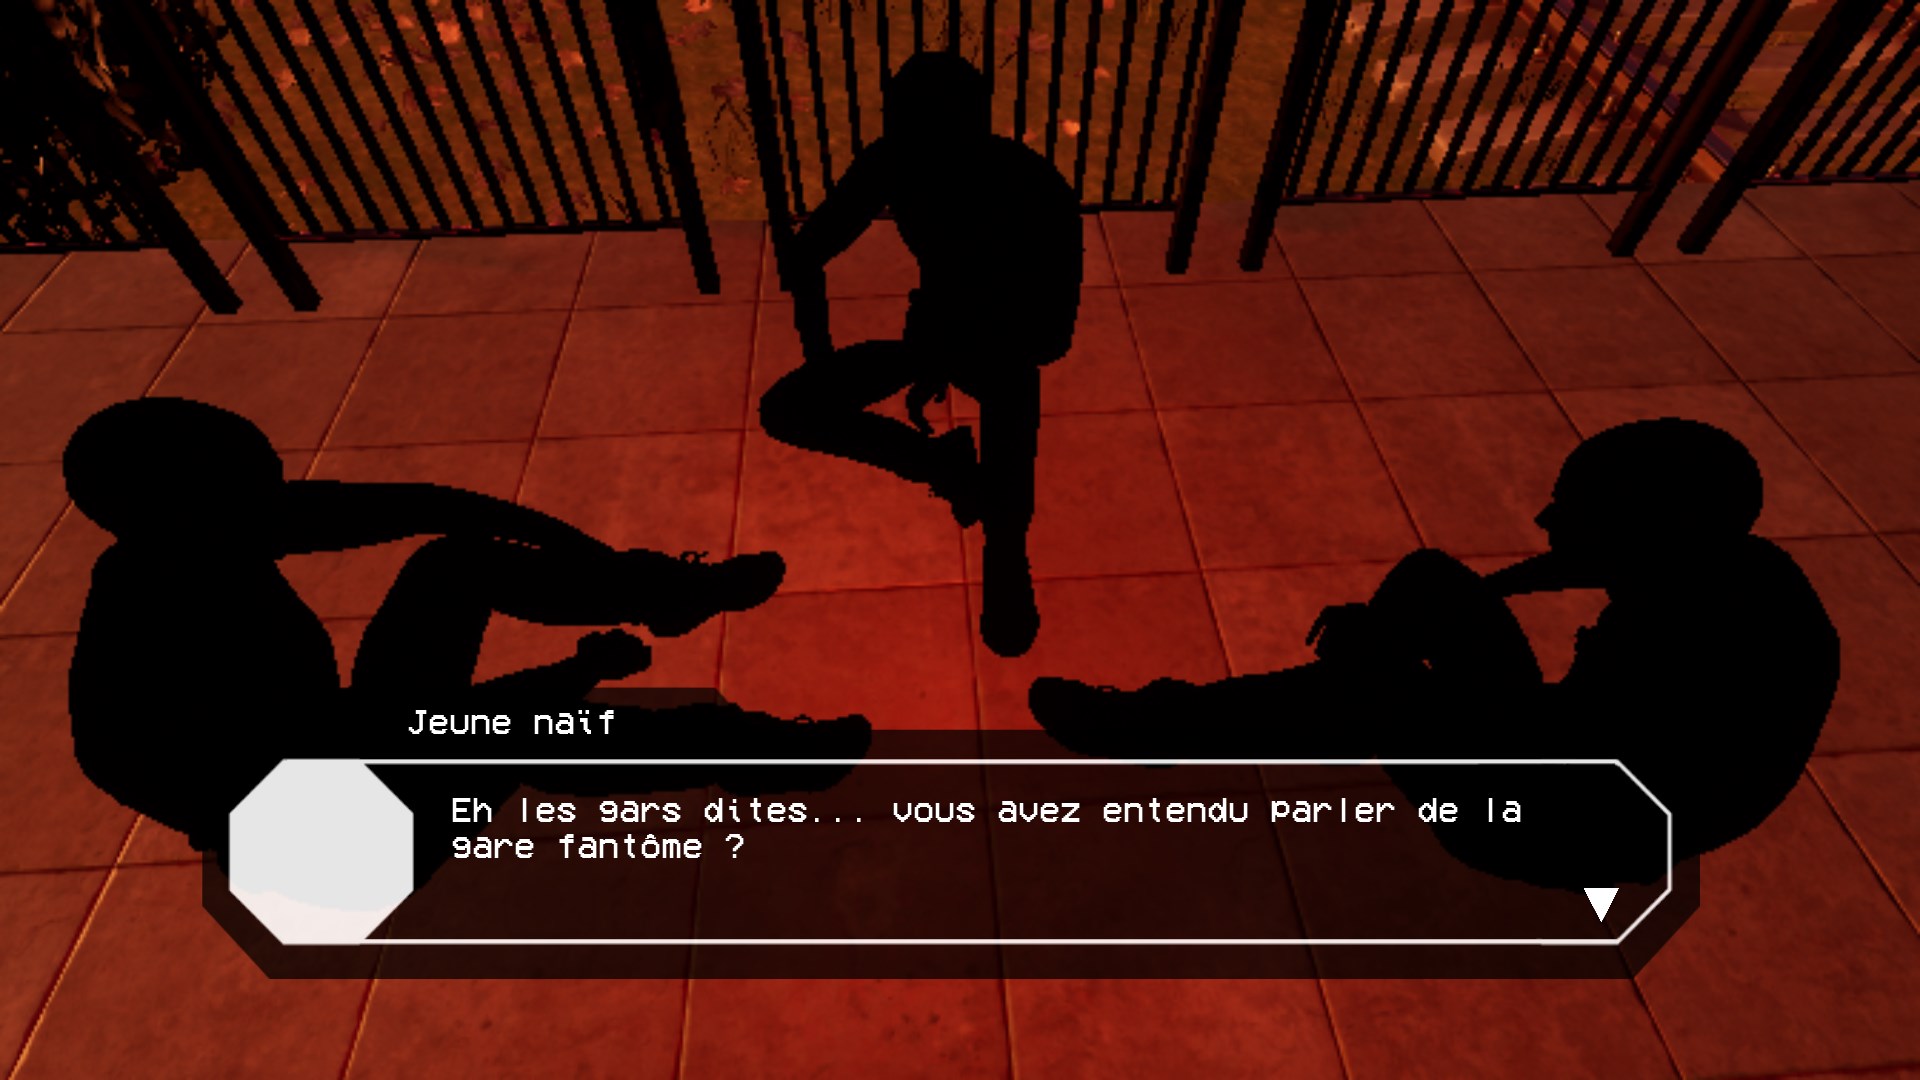 Jeune naïf
Eh les gars dites... vous avez entendu parler de la
gare fantôme ?